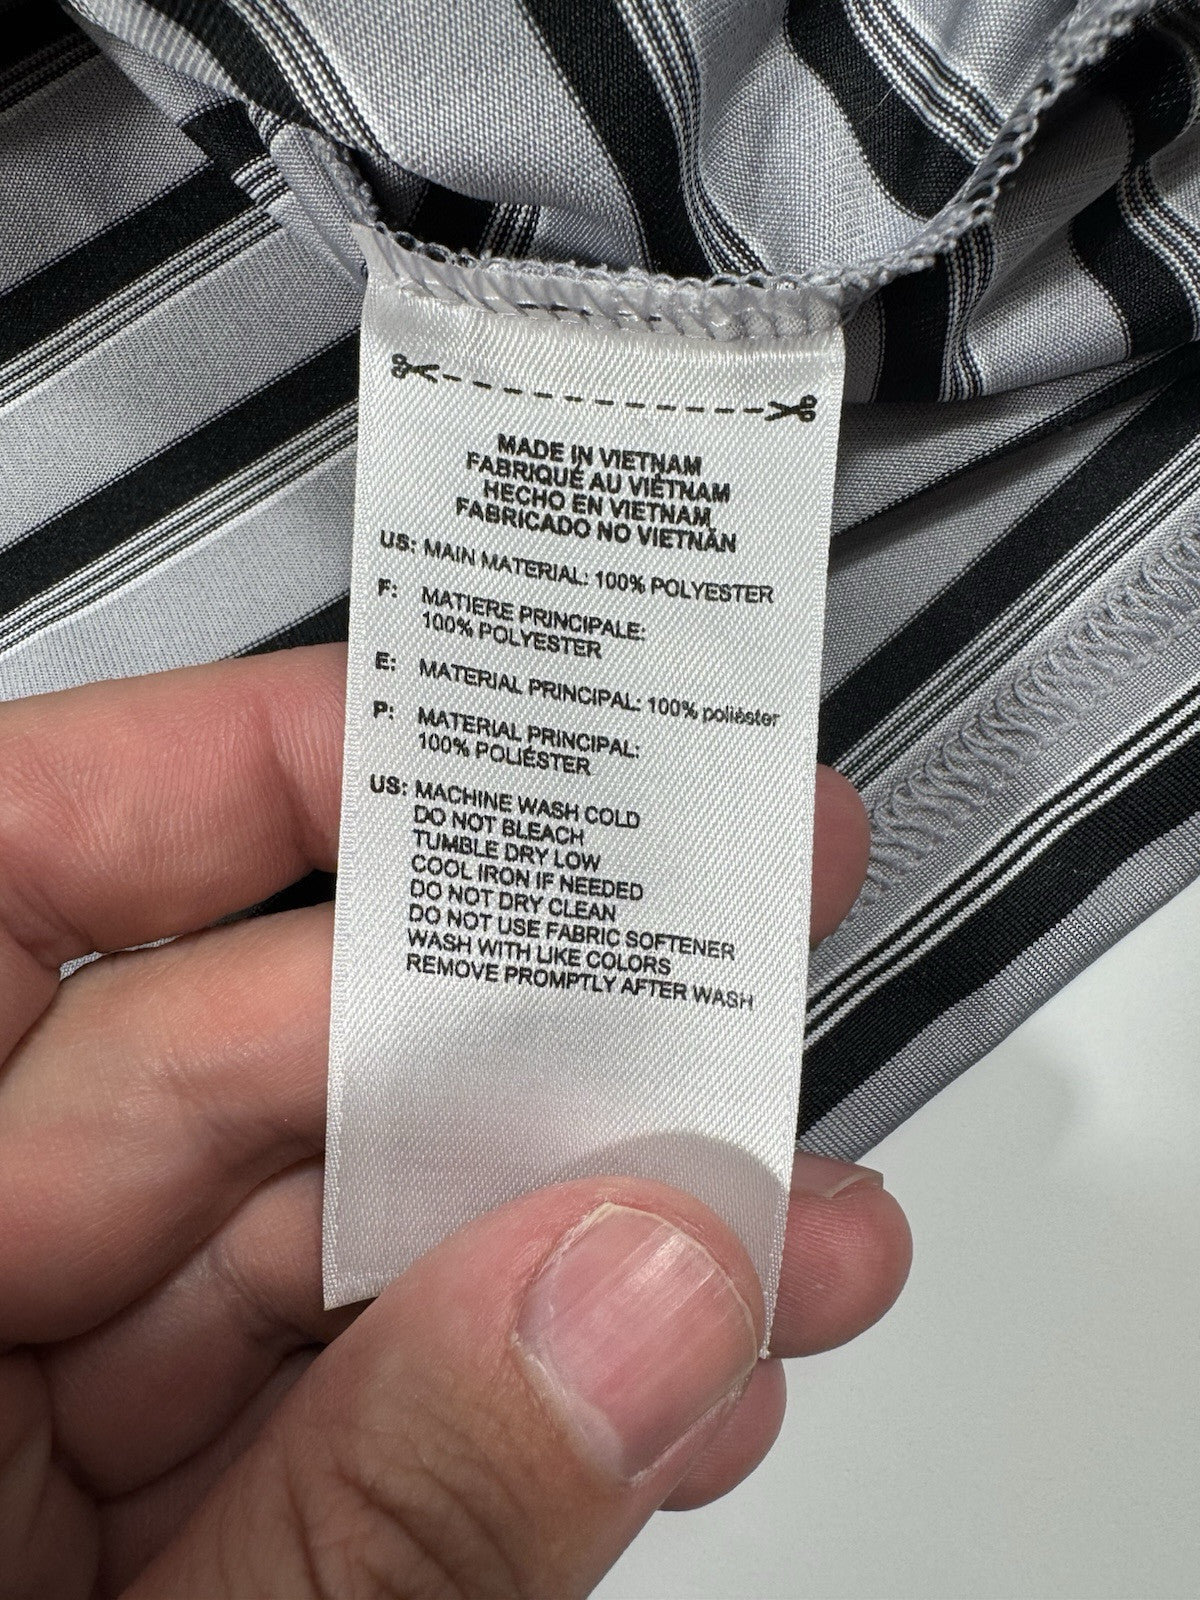 MADE IN VIETNAM
FABRIQUÉ AU VIÊTNAM
HECHO EN VIETNAM
FABRICADO NO VIETNÃN
US: MAIN MATERIAL: 100% POLYESTER
F: MATIERE PRINCIPALE:
100% POLYESTER
E: MATERIAL PRINCIPAL: 100% poliéster
P: MATERIAL PRINCIPAL:
100% POLIÉSTER
US: MACHINE WASH COLD
DO NOT BLEACH
TUMBLE DRY LOW
COOL IRON IF NEEDED
DO NOT DRY CLEAN
DO NOT USE FABRIC SOFTENER
WASH WITH LIKE COLORS
REMOVE PROMPTLY AFTER WASH